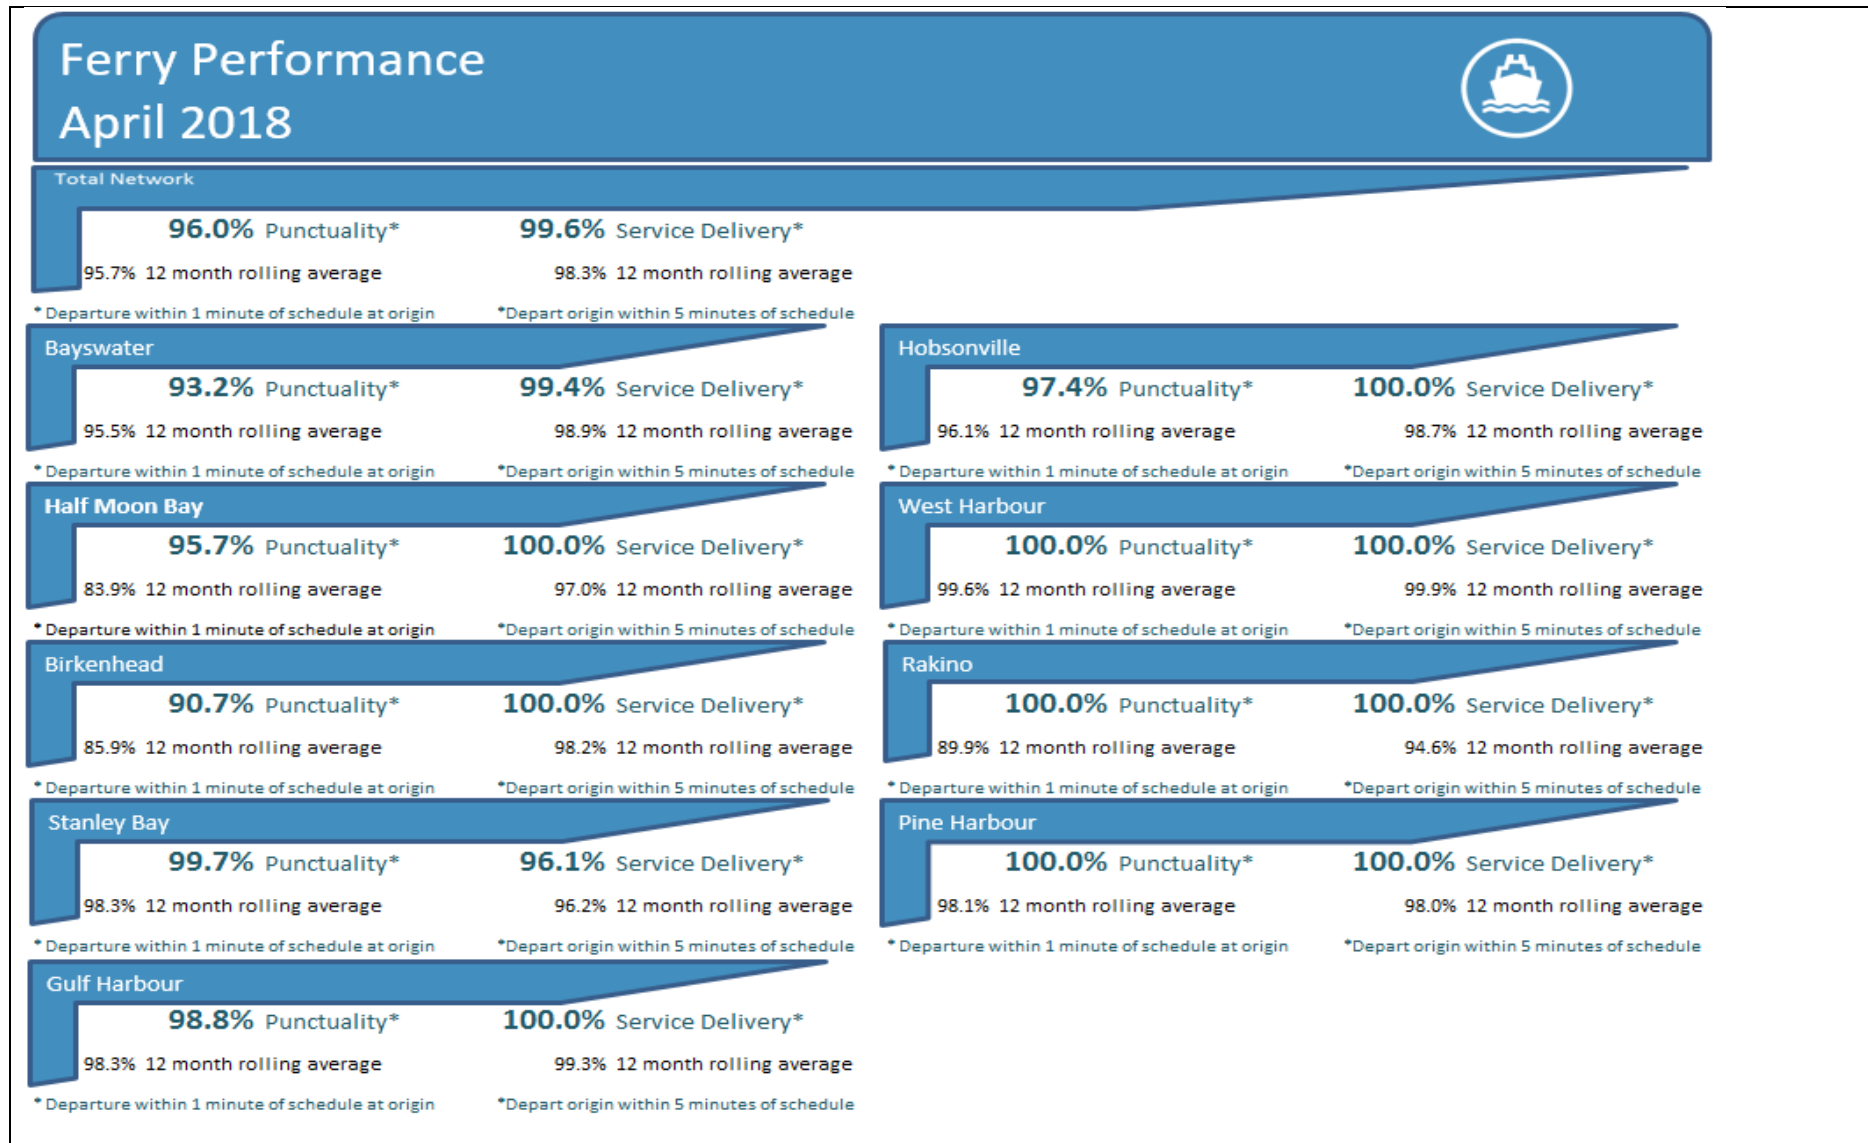 Ferry Performance
April 2018
Total Network
96.0% Punctuality*
99.6% Service Delivery*
95.7% 12 month rolling average
98.3% 12 month rolling average
* Departure within 1 minute of schedule at origin
*Depart origin within 5 minutes of schedule
Bayswater
93.2% Punctuality*
99.4% Service Delivery*
95.5% 12 month rolling average
98.9% 12 month rolling average
* Departure within 1 minute of schedule at origin
*Depart origin within 5 minutes of schedule
Hobsonville
97.4% Punctuality*
100.0% Service Delivery*
96.1% 12 month rolling average
98.7% 12 month rolling average
* Departure within 1 minute of schedule at origin
*Depart origin within 5 minutes of schedule
Half Moon Bay
95.7% Punctuality*
100.0% Service Delivery*
83.9% 12 month rolling average
97.0% 12 month rolling average
* Departure within 1 minute of schedule at origin
*Depart origin within 5 minutes of schedule
West Harbour
100.0% Punctuality*
100.0% Service Delivery*
99.6% 12 month rolling average
99.9% 12 month rolling average
* Departure within 1 minute of schedule at origin
*Depart origin within 5 minutes of schedule
Birkenhead
90.7% Punctuality*
100.0% Service Delivery*
85.9% 12 month rolling average
98.2% 12 month rolling average
* Departure within 1 minute of schedule at origin
*Depart origin within 5 minutes of schedule
Rakino
100.0% Punctuality*
100.0% Service Delivery*
89.9% 12 month rolling average
94.6% 12 month rolling average
* Departure within 1 minute of schedule at origin
*Depart origin within 5 minutes of schedule
Stanley Bay
99.7% Punctuality*
96.1% Service Delivery*
98.3% 12 month rolling average
96.2% 12 month rolling average
* Departure within 1 minute of schedule at origin
*Depart origin within 5 minutes of schedule
Pine Harbour
100.0% Punctuality*
100.0% Service Delivery*
98.1% 12 month rolling average
98.0% 12 month rolling average
* Departure within 1 minute of schedule at origin
*Depart origin within 5 minutes of schedule
Gulf Harbour
98.8% Punctuality*
100.0% Service Delivery*
98.3% 12 month rolling average
99.3% 12 month rolling average
* Departure within 1 minute of schedule at origin
*Depart origin within 5 minutes of schedule